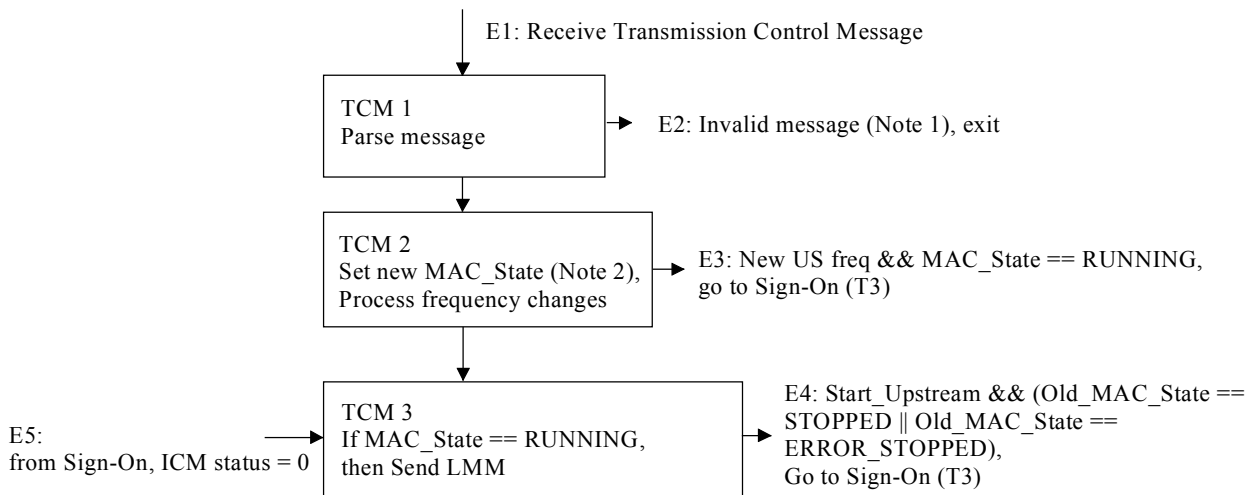 E1: Receive Transmission Control Message
TCM 1
Parse message
E2: Invalid message (Note 1), exit
TCM 2
Set new MAC_State (Note 2),
Process frequency changes
E3: New US freq && MAC_State == RUNNING,
go to Sign-On (T3)
TCM 3
If MAC_State == RUNNING,
then Send LMM
E4: Start_Upstream && (Old_MAC_State ==
STOPPED || Old_MAC_State ==
ERROR_STOPPED),
Go to Sign-On (T3)
E5:
from Sign-On, ICM status = 0